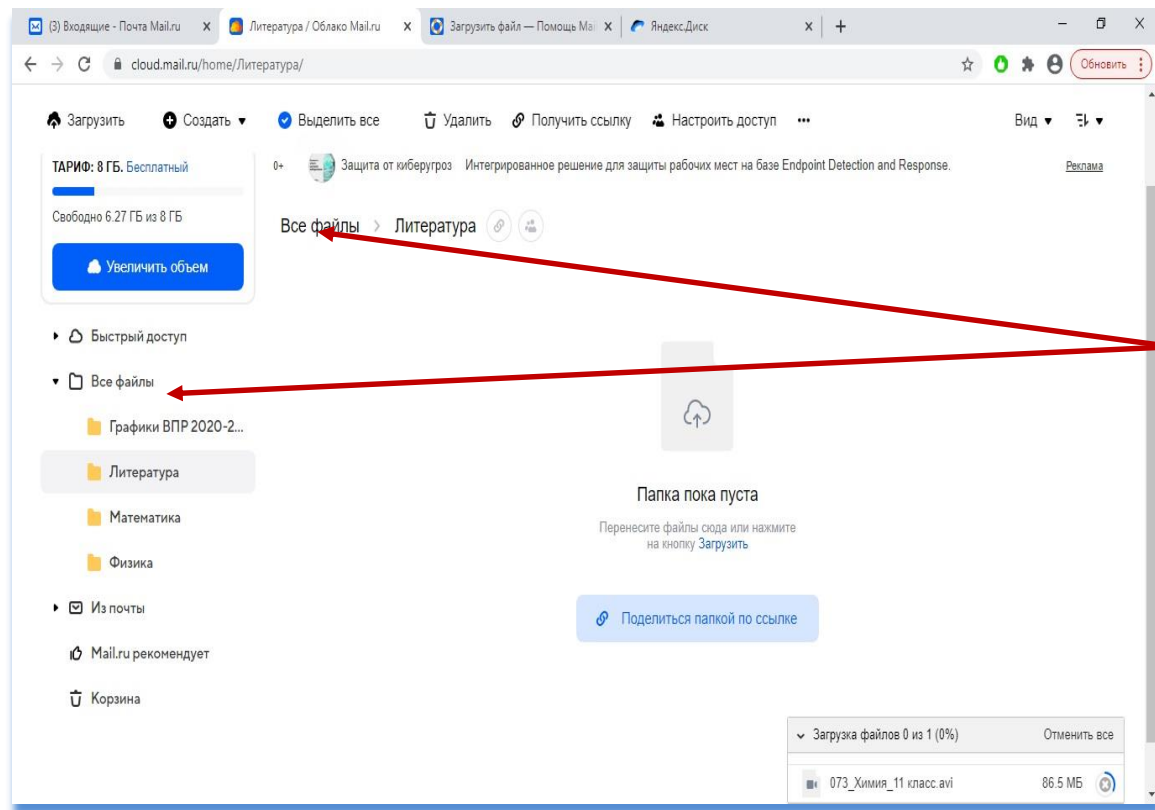 (3) Входящие - Почта Mail.ru
Литература / Облако Mail.ru
Загрузить файл — Помощь Mai
Яндекс.Диск
cloud.mail.ru/home/Литература/
Обновить
Загрузить
Создать
Выделить все
Удалить
Получить ссылку
Настроить доступ
Вид
ТАРИФ: 8 ГБ. Бесплатный
0+ Защита от киберугроз Интегрированное решение для защиты рабочих мест на базе Endpoint Detection and Response. Реклама
Свободно 6.27 ГБ из 8 ГБ
Увеличить объем
Все файлы > Литература
Быстрый доступ
Все файлы
Графики ВПР 2020-2...
Литература
Математика
Физика
Из почты
Mail.ru рекомендует
Корзина
Папка пока пуста
Перенесите файлы сюда или нажмите
на кнопку Загрузить
Поделиться папкой по ссылке
Загрузка файлов 0 из 1 (0%) Отменить все
073_Химия_11 класс.avi 86.5 МБ